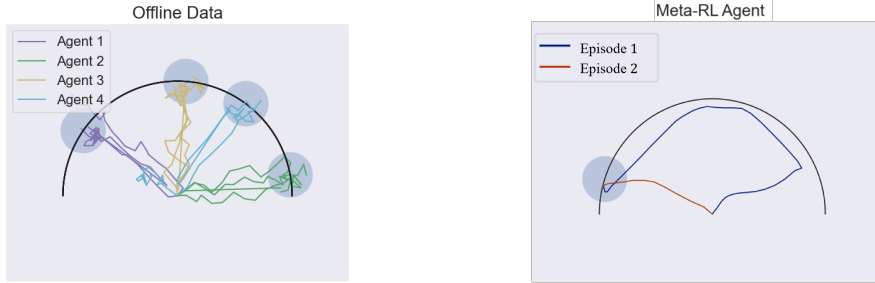 Offline Data
Agent 1
Agent 2
Agent 3
Agent 4
Meta-RL Agent
Episode 1
Episode 2